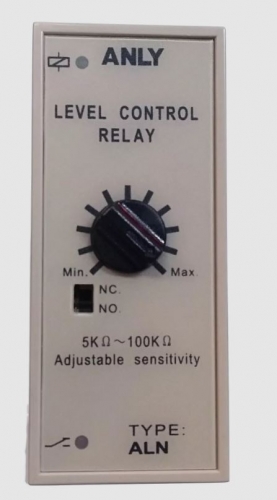 ANLY
LEVEL CONTROL
RELAY
Min. Max.
NC.
NO.
5KΩ~100KΩ
Adjustable sensitivity
TYPE:
ALN